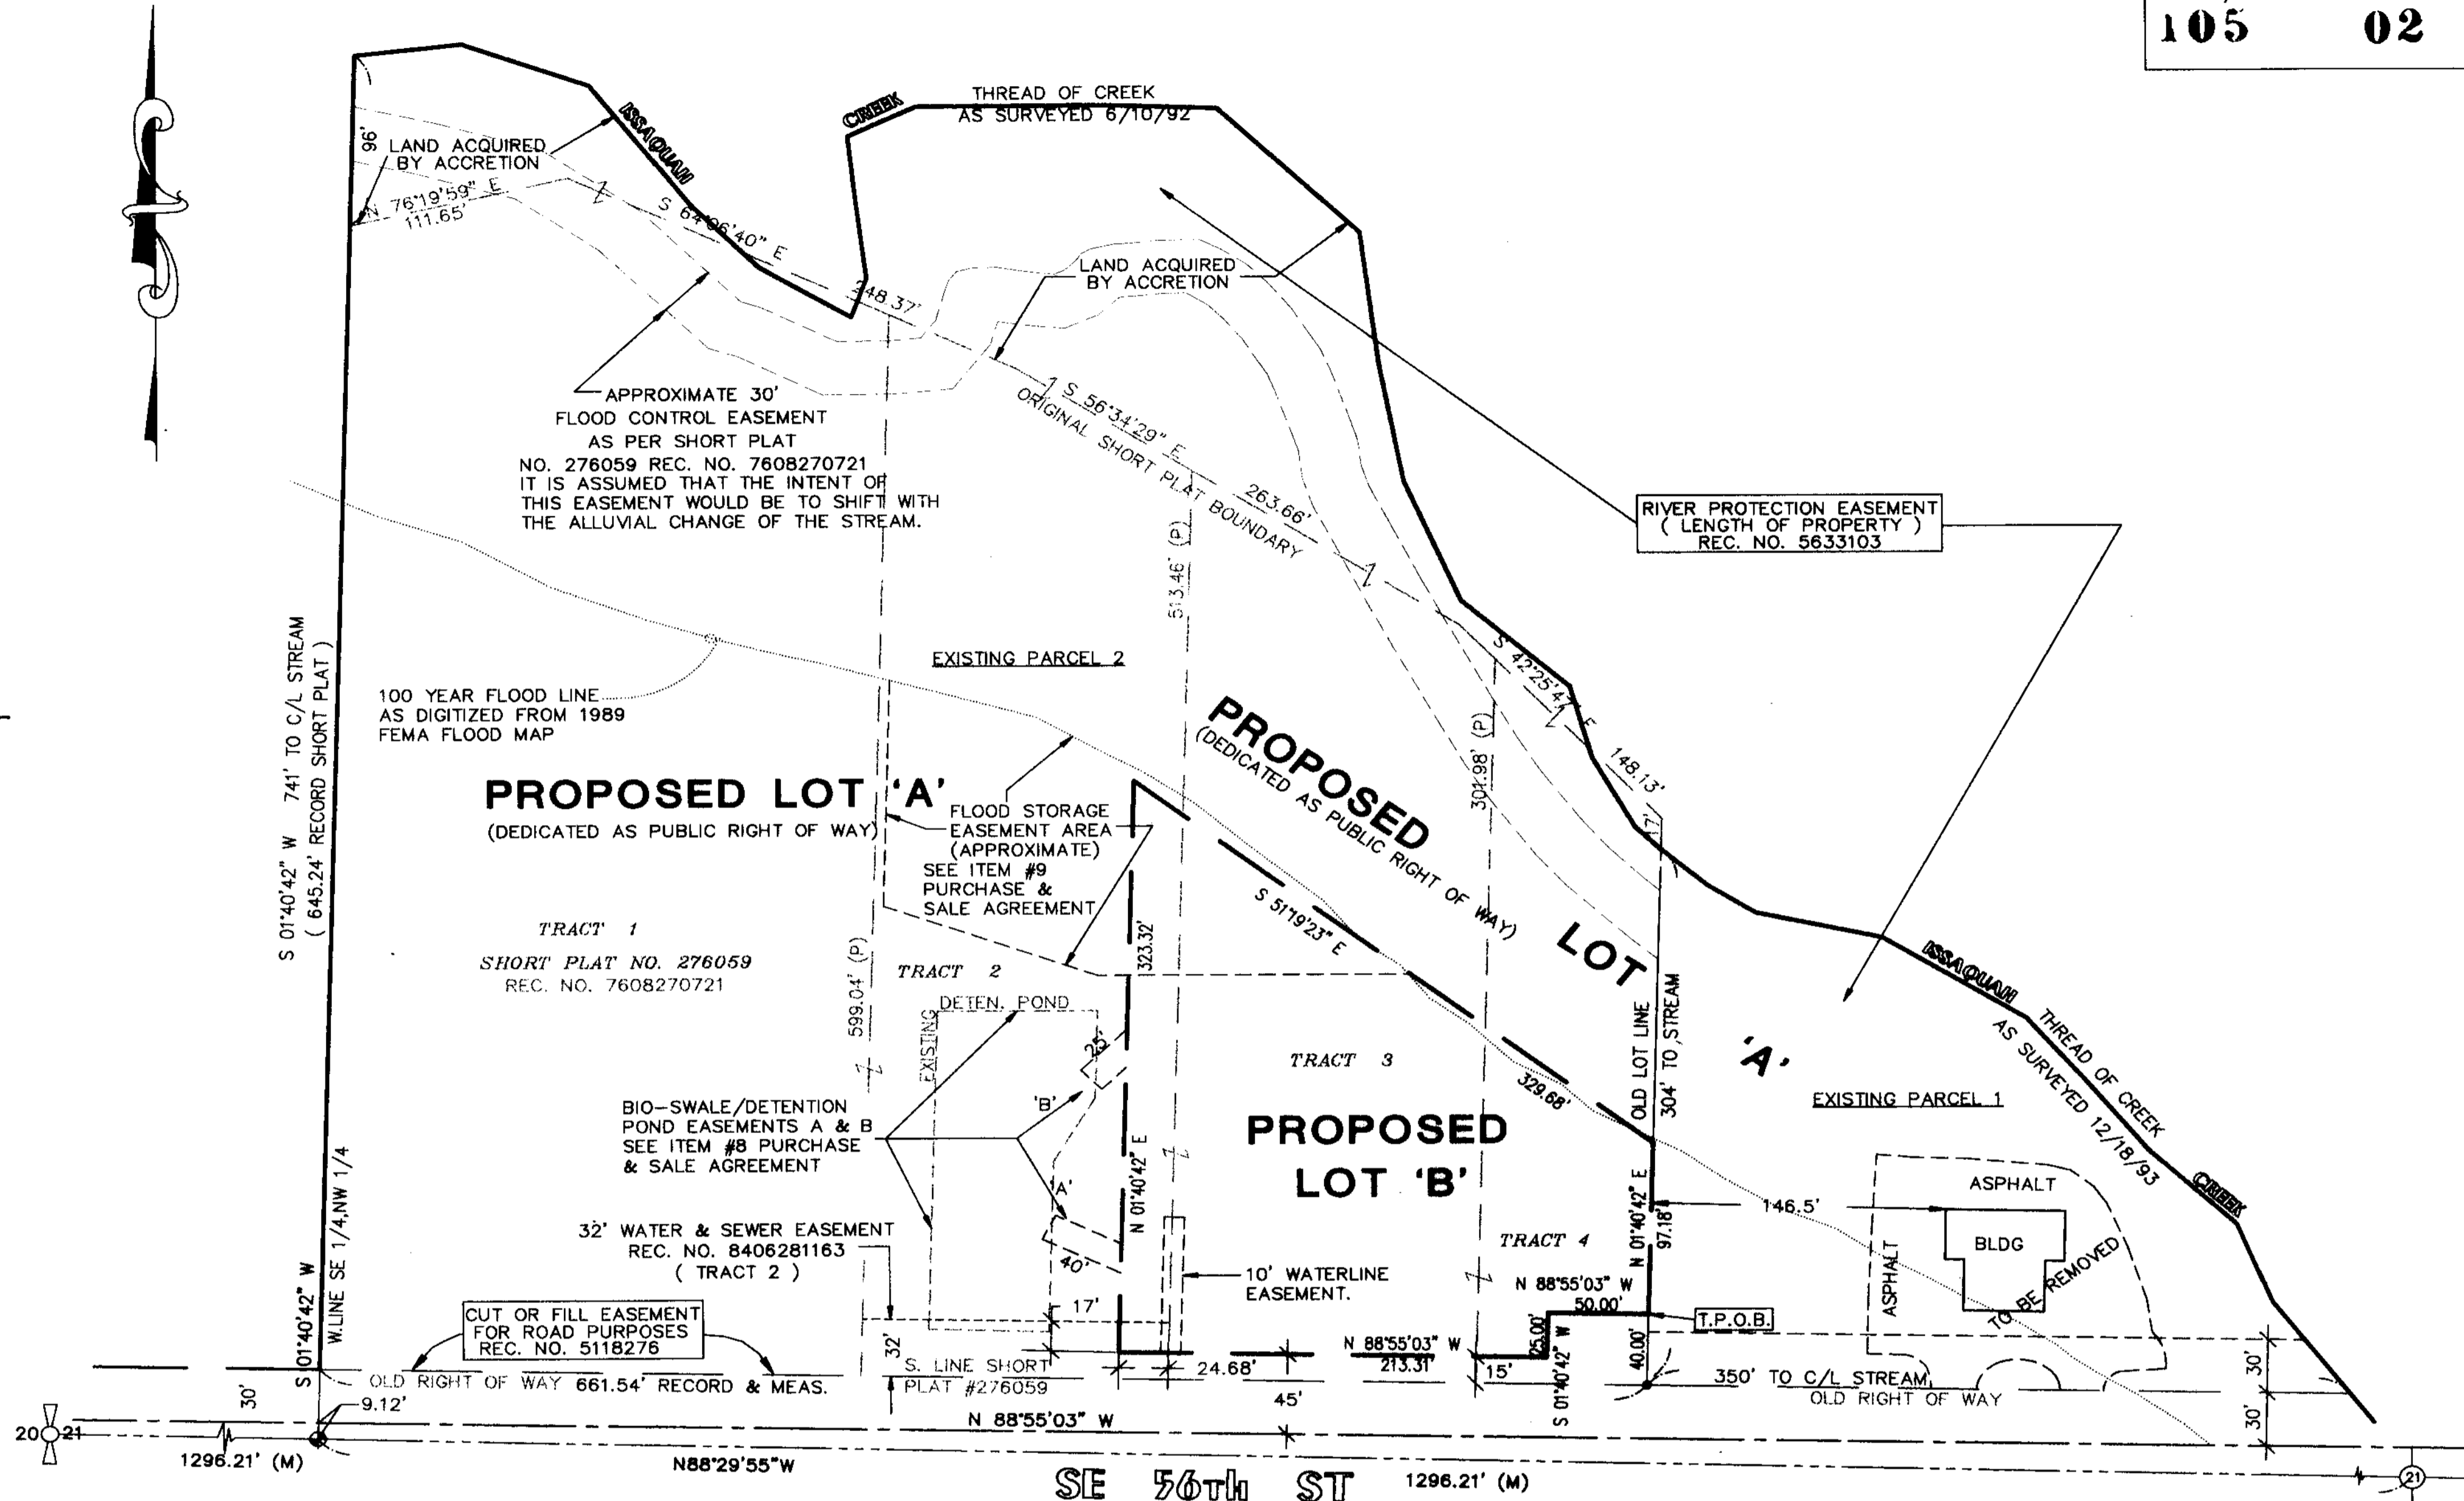 105 02
THREAD OF CREEK
AS SURVEYED 6/10/92
ISSAQUAH
CREEK
96'
LAND ACQUIRED
BY ACCRETION
N 76°19'59" E
111.65'
S 64°06'40" E
248.37'
LAND ACQUIRED
BY ACCRETION
APPROXIMATE 30'
FLOOD CONTROL EASEMENT
AS PER SHORT PLAT
NO. 276059 REC. NO. 7608270721
IT IS ASSUMED THAT THE INTENT OF
THIS EASEMENT WOULD BE TO SHIFT WITH
THE ALLUVIAL CHANGE OF THE STREAM.
S 56°34'29" E
263.66'
ORIGINAL SHORT PLAT BOUNDARY
RIVER PROTECTION EASEMENT
( LENGTH OF PROPERTY )
REC. NO. 5633103
513.46' (P)
S 42°25'47" E
148.13'
EXISTING PARCEL 2
S 01°40'42" W 741' TO C/L STREAM
( 645.24' RECORD SHORT PLAT )
100 YEAR FLOOD LINE
AS DIGITIZED FROM 1989
FEMA FLOOD MAP
301.98' (P)
17'
PROPOSED LOT 'A'
(DEDICATED AS PUBLIC RIGHT OF WAY)
PROPOSED
LOT
'A'
(DEDICATED AS PUBLIC RIGHT OF WAY)
FLOOD STORAGE
EASEMENT AREA
(APPROXIMATE)
SEE ITEM #9
PURCHASE &
SALE AGREEMENT
TRACT 1
SHORT PLAT NO. 276059
REC. NO. 7608270721
599.04' (P)
TRACT 2
323.32'
S 51°19'23" E
329.68'
OLD LOT LINE
304' TO STREAM
ISSAQUAH
CREEK
THREAD OF CREEK
AS SURVEYED 12/18/93
EXISTING
DETEN. POND
25'
'B'
'A'
40'
TRACT 3
EXISTING PARCEL 1
BIO-SWALE/DETENTION
POND EASEMENTS A & B
SEE ITEM #8 PURCHASE
& SALE AGREEMENT
N 01°40'42" E
PROPOSED
LOT 'B'
N 01°40'42" E
97.18'
146.5'
ASPHALT
BLDG
ASPHALT
TO BE REMOVED
32' WATER & SEWER EASEMENT
REC. NO. 8406281163
( TRACT 2 )
10' WATERLINE
EASEMENT.
TRACT 4
N 88°55'03" W
50.00'
T.P.O.B.
S 01°40'42" W
W.LINE SE 1/4,NW 1/4
CUT OR FILL EASEMENT
FOR ROAD PURPOSES
REC. NO. 5118276
17'
32'
N 88°55'03" W
213.31'
25.00'
40.00'
S 01°40'42" W
15'
24.68'
45'
S. LINE SHORT
PLAT #276059
OLD RIGHT OF WAY 661.54' RECORD & MEAS.
350' TO C/L STREAM
OLD RIGHT OF WAY
30'
30'
30'
9.12'
N 88°55'03" W
20 21
1296.21' (M)
N88°29'55"W
SE 56Th ST
1296.21' (M)
21